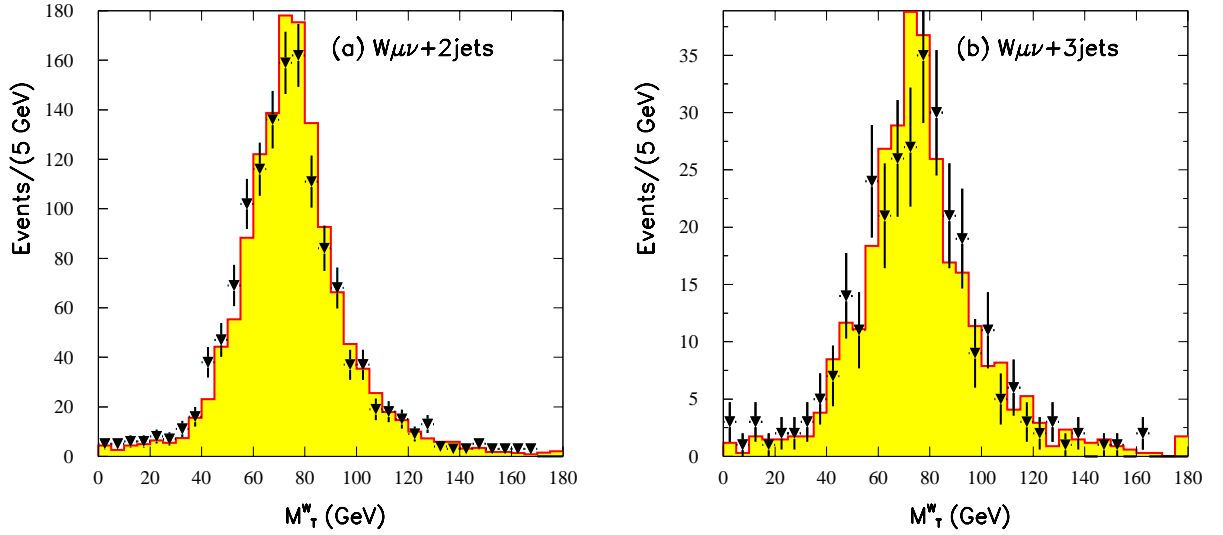 (a) Wμν+2jets
Events/(5 GeV)
180
160
140
120
100
80
60
40
20
0
0 20 40 60 80 100 120 140 160 180
M^W_T (GeV)
(b) Wμν+3jets
Events/(5 GeV)
35
30
25
20
15
10
5
0
0 20 40 60 80 100 120 140 160 180
M^W_T (GeV)